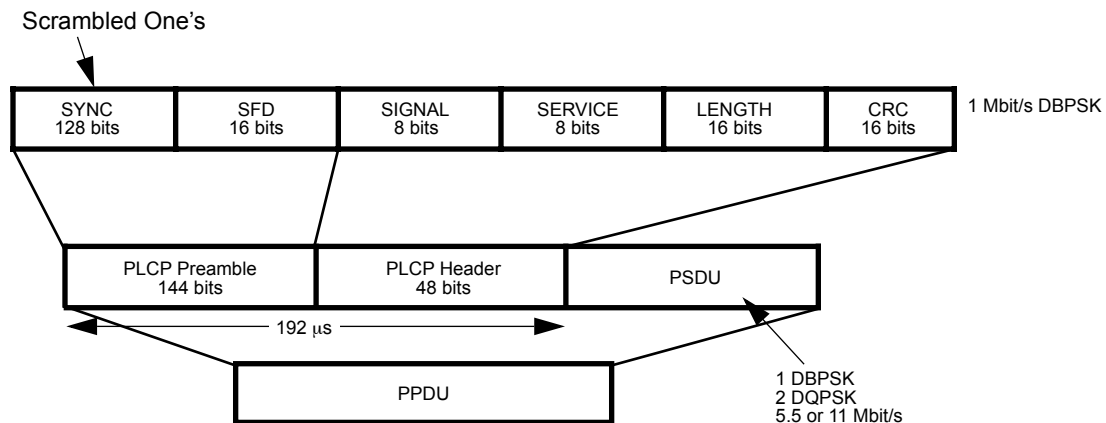 Scrambled One's
SYNC
128 bits
SFD
16 bits
SIGNAL
8 bits
SERVICE
8 bits
LENGTH
16 bits
CRC
16 bits
1 Mbit/s DBPSK
PLCP Preamble
144 bits
PLCP Header
48 bits
PSDU
192 μs
PPDU
1 DBPSK
2 DQPSK
5.5 or 11 Mbit/s